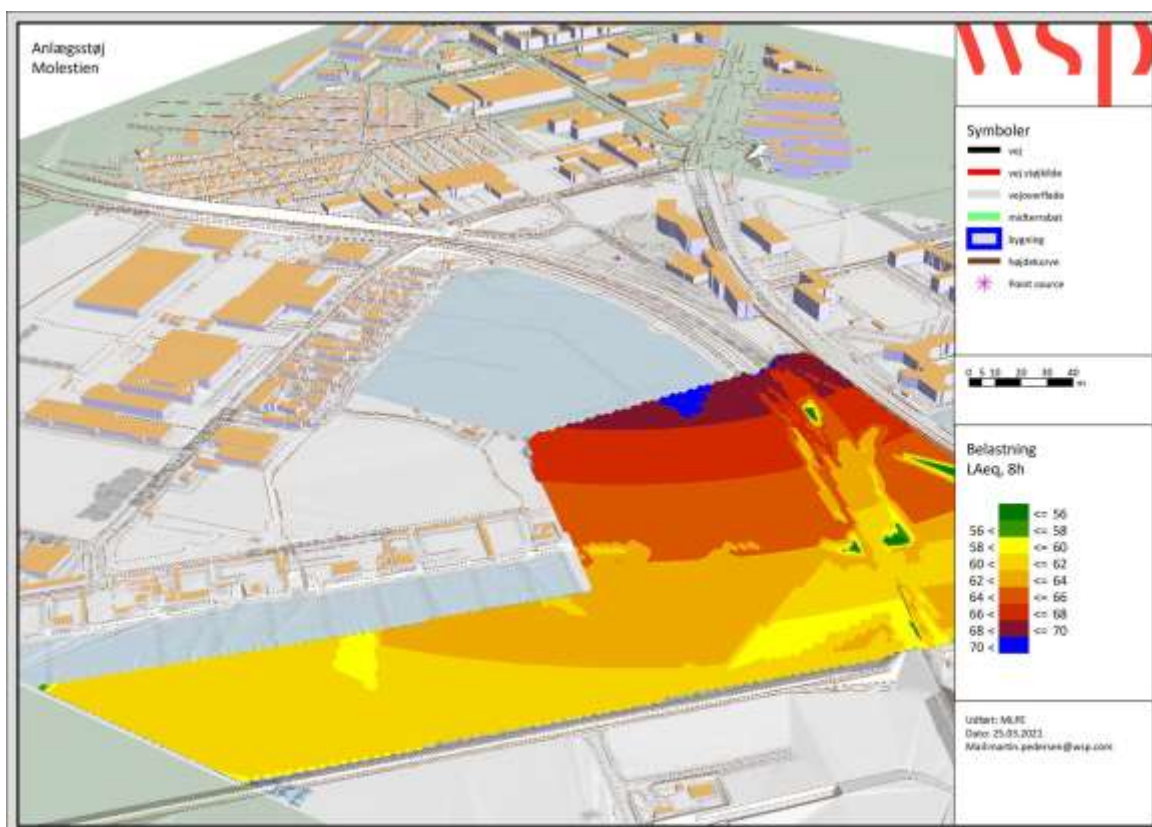 Anlægsstøj
Molestien
wsp
Symboler
vej
vej støjkilde
vejoverflade
midterrabat
bygning
højdekurve
Point source
0 5 10 20 30 40
m
Belastning
LAeq, 8h
<= 56
56 < <= 58
58 < <= 60
60 < <= 62
62 < <= 64
64 < <= 66
66 < <= 68
68 < <= 70
70 <
Udført: MLPE
Dato: 25.03.2021
Mail:martin.pedersen@wsp.com